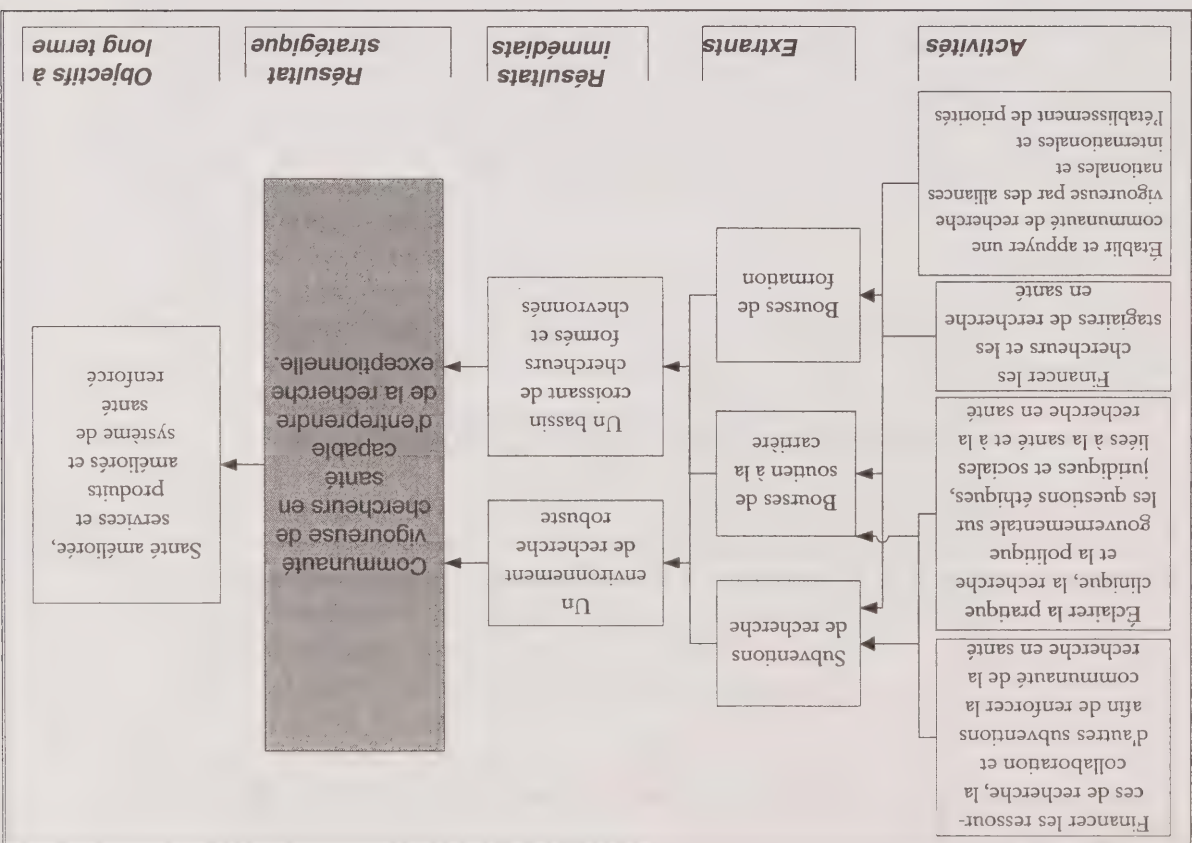 Financer les ressour-
ces de recherche, la
collaboration et
d'autres subventions
afin de renforcer la
communauté de la
recherche en santé
Éclairer la pratique
clinique, la recherche
et la politique
gouvernementale sur
les questions éthiques,
juridiques et sociales
liées à la santé et à la
recherche en santé
Financer les
chercheurs et les
stagiaires de rercherche
en santé
Établir et appuyer une
communauté de recherche
vigoureuse par des alliances
nationales et
internationales et
l'établissement de priorités
Activités
Subventions
de recherche
Bourses de
soutien à la
carrière
Bourses de
formation
Extrants
Un
environnement
de recherche
robuste
Un bassin
croissant de
chercheurs
formés et
chevronnés
Résultats
immédiats
Communauté
vigoureuse de
chercheurs en
santé
capable
d'entreprendre
de la recherche
exceptionnelle.
Résultat
stratégique
Santé améliorée,
services et
produits
améliorés et
système de
santé
renforcé
Objectifs à
long terme